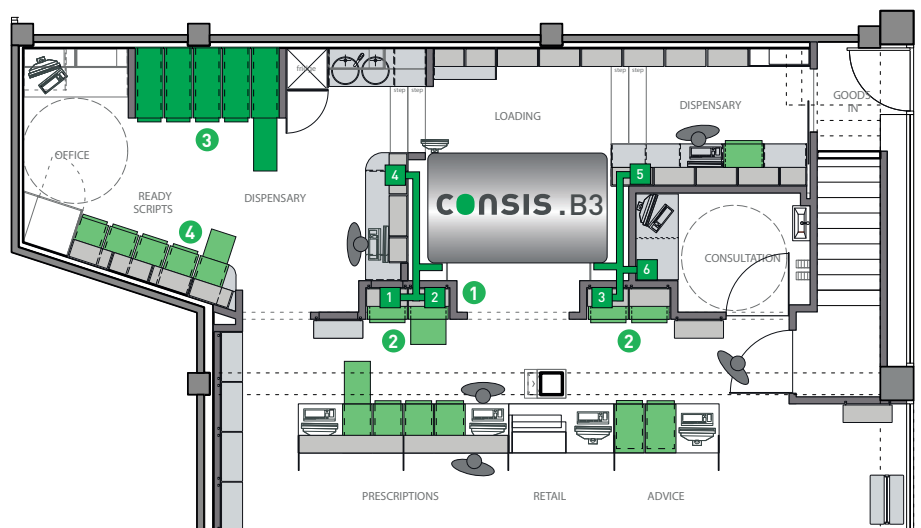 fridge
step
step
step
step
LOADING
DISPENSARY
GOODS
IN
3
OFFICE
READY
SCRIPTS
DISPENSARY
4
4
5
CONSIS.B3
CONSULTATION
6
1
2
1
3
2
2
PRESCRIPTIONS
RETAIL
ADVICE